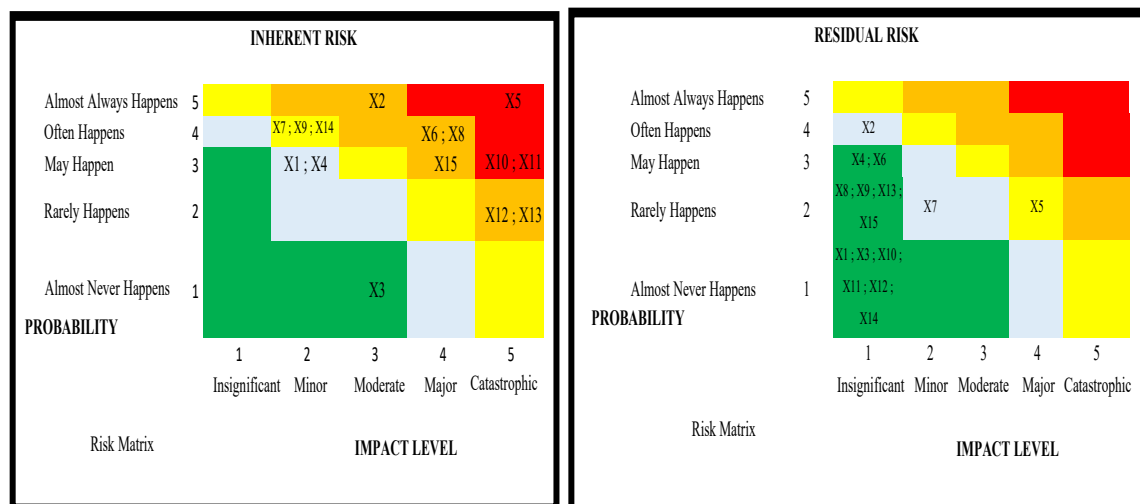 INHERENT RISK
Almost Always Happens 5 X2 X5
Often Happens 4 X7 ; X9 ; X14 X6 ; X8
May Happen 3 X1 ; X4 X15 X10 ; X11
Rarely Happens 2 X12 ; X13
Almost Never Happens 1 X3
PROBABILITY
1 2 3 4 5
Insignificant Minor Moderate Major Catastrophic
Risk Matrix
IMPACT LEVEL
RESIDUAL RISK
Almost Always Happens 5
Often Happens 4 X2
May Happen 3 X4 ; X6
X8 ; X9 ; X13 ;
Rarely Happens 2 X7 X5
X15
X1 ; X3 ; X10 ;
Almost Never Happens 1 X11 ; X12 ;
X14
PROBABILITY
1 2 3 4 5
Insignificant Minor Moderate Major Catastrophic
Risk Matrix
IMPACT LEVEL